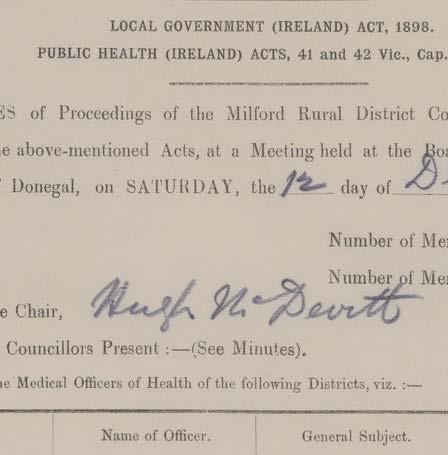 LOCAL GOVERNMENT (IRELAND) ACT, 1898.
PUBLIC HEALTH (IRELAND) ACTS, 41 and 42 Vic., Cap.
ES of Proceedings of the Milford Rural District Co
e above-mentioned Acts, at a Meeting held at the Boa
Donegal, on SATURDAY, the 12 day of D
Number of Me
Number of Me
e Chair, Hugh McDevitt
Councillors Present :—(See Minutes).
he Medical Officers of Health of the following Districts, viz. :—
Name of Officer. General Subject.